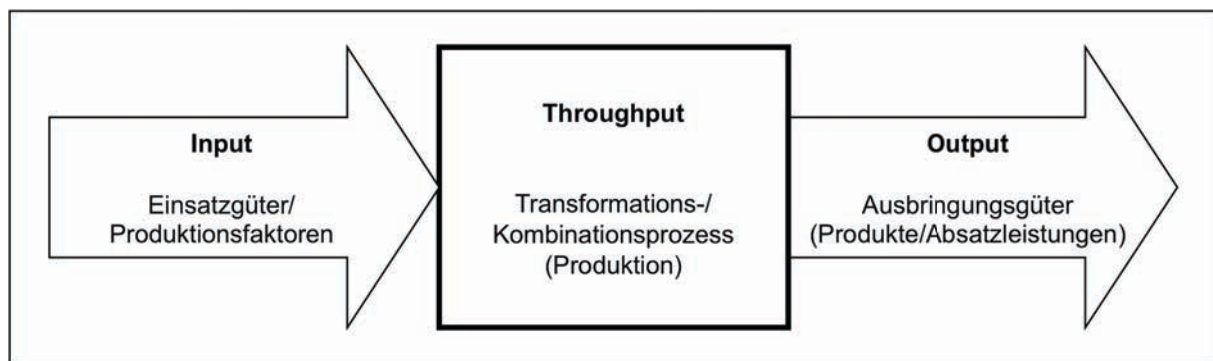 Input
Einsatzgüter/
Produktionsfaktoren
Throughput
Transformations-/
Kombinationsprozess
(Produktion)
Output
Ausbringungsgüter
(Produkte/Absatzleistungen)